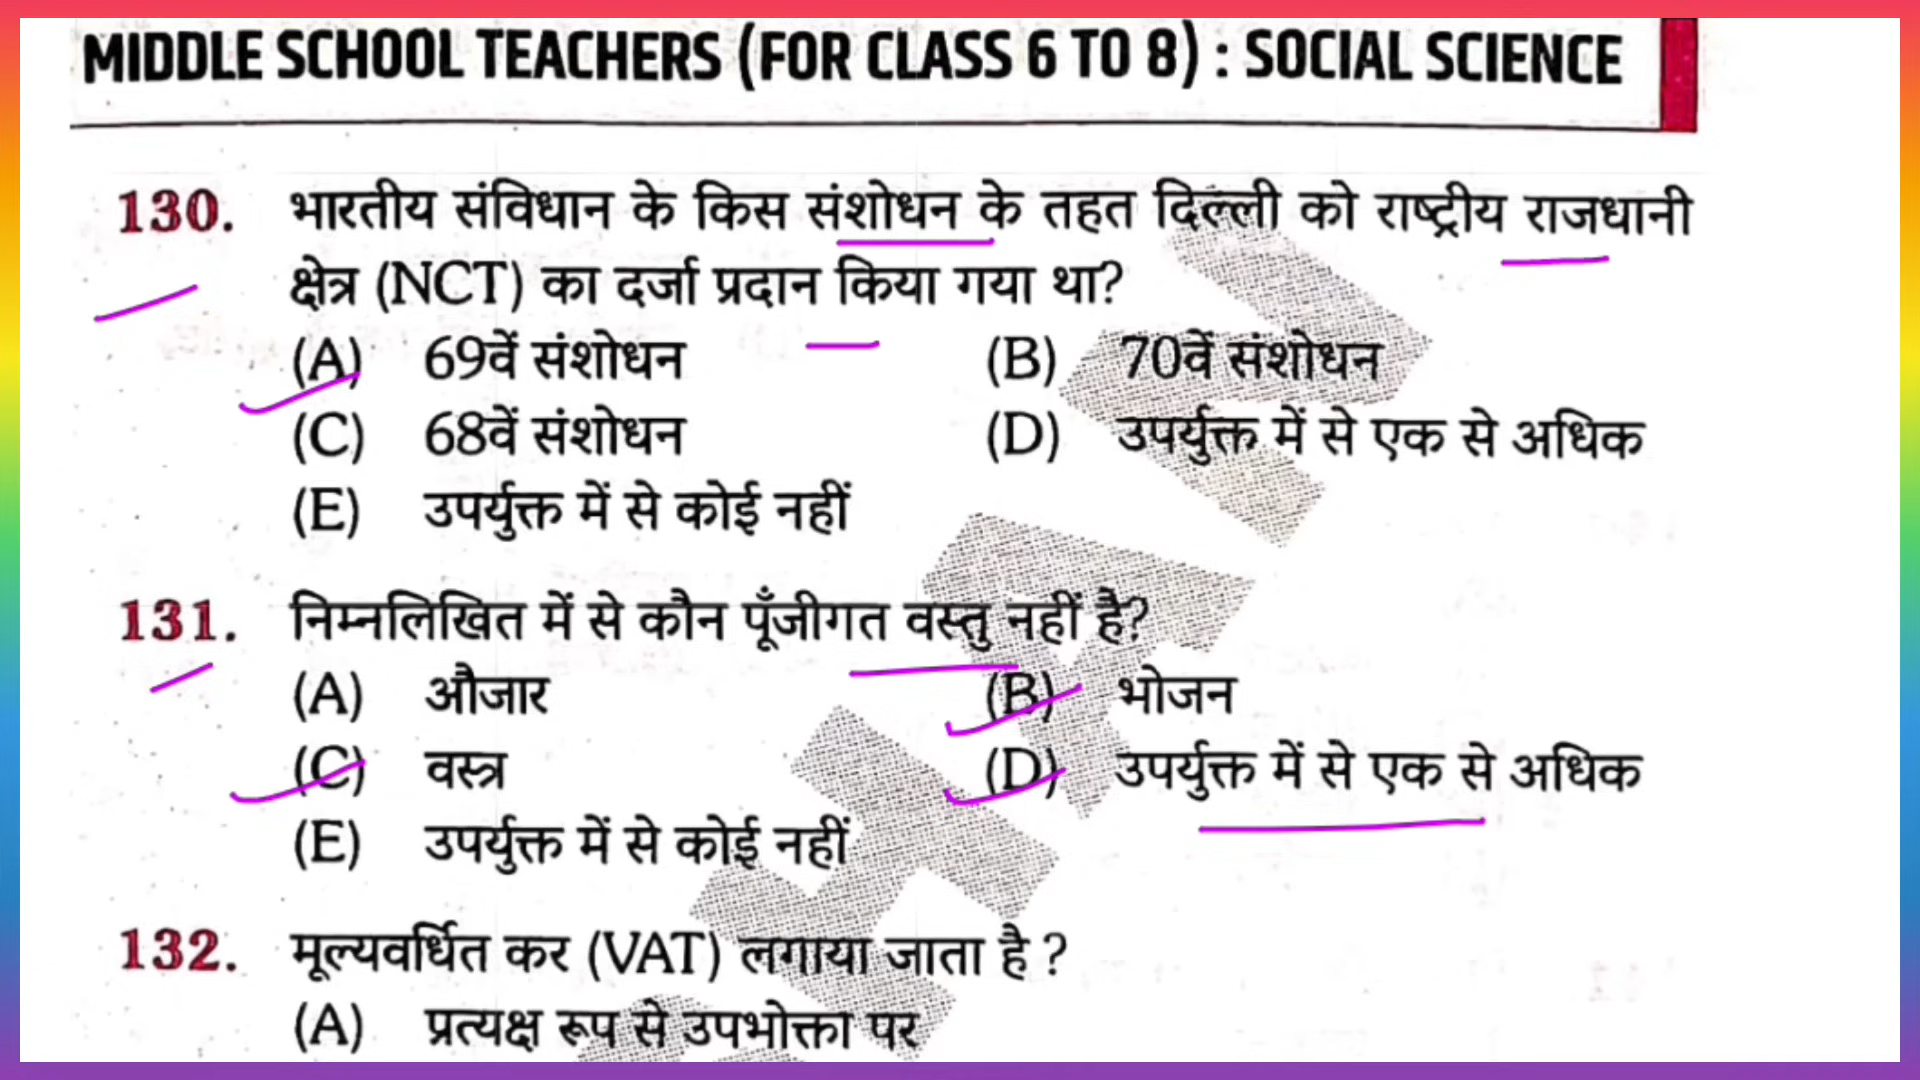 MIDDLE SCHOOL TEACHERS (FOR CLASS 6 TO 8) : SOCIAL SCIENCE
130. भारतीय संविधान के किस संशोधन के तहत दिल्ली को राष्ट्रीय राजधानी
क्षेत्र (NCT) का दर्जा प्रदान किया गया था?
(A) 69वें संशोधन (B) 70वें संशोधन
(C) 68वें संशोधन (D) उपर्युक्त में से एक से अधिक
(E) उपर्युक्त में से कोई नहीं
131. निम्नलिखित में से कौन पूँजीगत वस्तु नहीं है?
(A) औजार (B) भोजन
(C) वस्त्र (D) उपर्युक्त में से एक से अधिक
(E) उपर्युक्त में से कोई नहीं
132. मूल्यवर्धित कर (VAT) लगाया जाता है ?
(A) प्रत्यक्ष रूप से उपभोक्ता पर